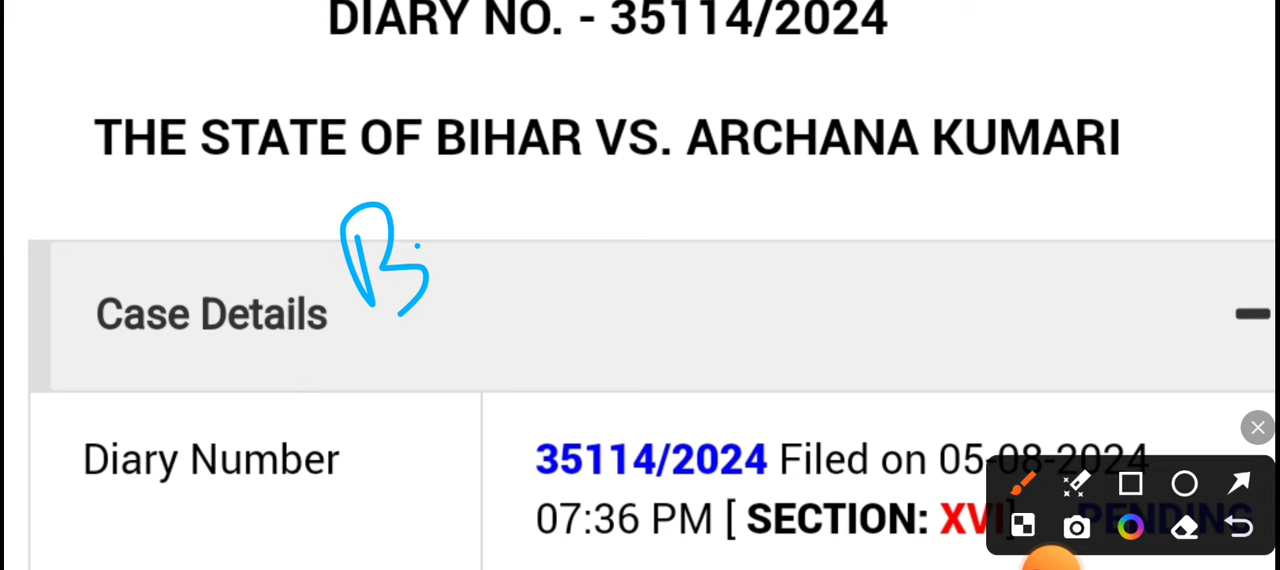 DIARY NO. - 35114/2024
THE STATE OF BIHAR VS. ARCHANA KUMARI
B
Case Details
Diary Number
35114/2024 Filed on 05-08-2024
07:36 PM [ SECTION: XVI] PENDING